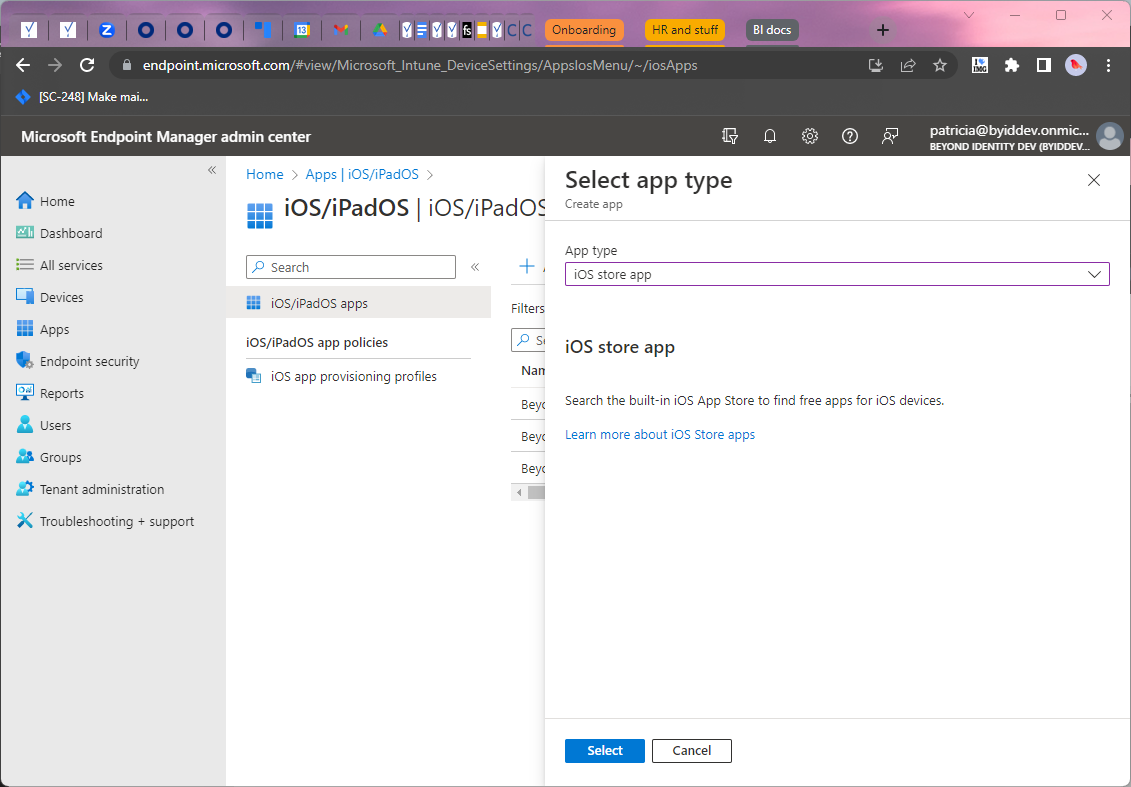 Onboarding
HR and stuff
BI docs
endpoint.microsoft.com/#view/Microsoft_Intune_DeviceSettings/AppsIosMenu/~/iosApps
[SC-248] Make mai...
Microsoft Endpoint Manager admin center
patricia@byiddev.onmic...
BEYOND IDENTITY DEV (BYIDDEV...
Home
Dashboard
All services
Devices
Apps
Endpoint security
Reports
Users
Groups
Tenant administration
Troubleshooting + support
Home > Apps | iOS/iPadOS >
iOS/iPadOS | iOS/iPadOS
Search
iOS/iPadOS apps
iOS/iPadOS app policies
iOS app provisioning profiles
Filters
Select app type
Create app
App type
iOS store app
iOS store app
Search the built-in iOS App Store to find free apps for iOS devices.
Learn more about iOS Store apps
Select
Cancel